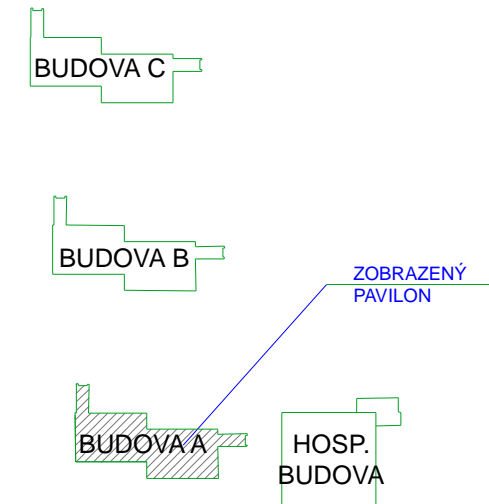 BUDOVA C
BUDOVA B
ZOBRAZENÝ
PAVILON
BUDOVA A
HOSP.
BUDOVA